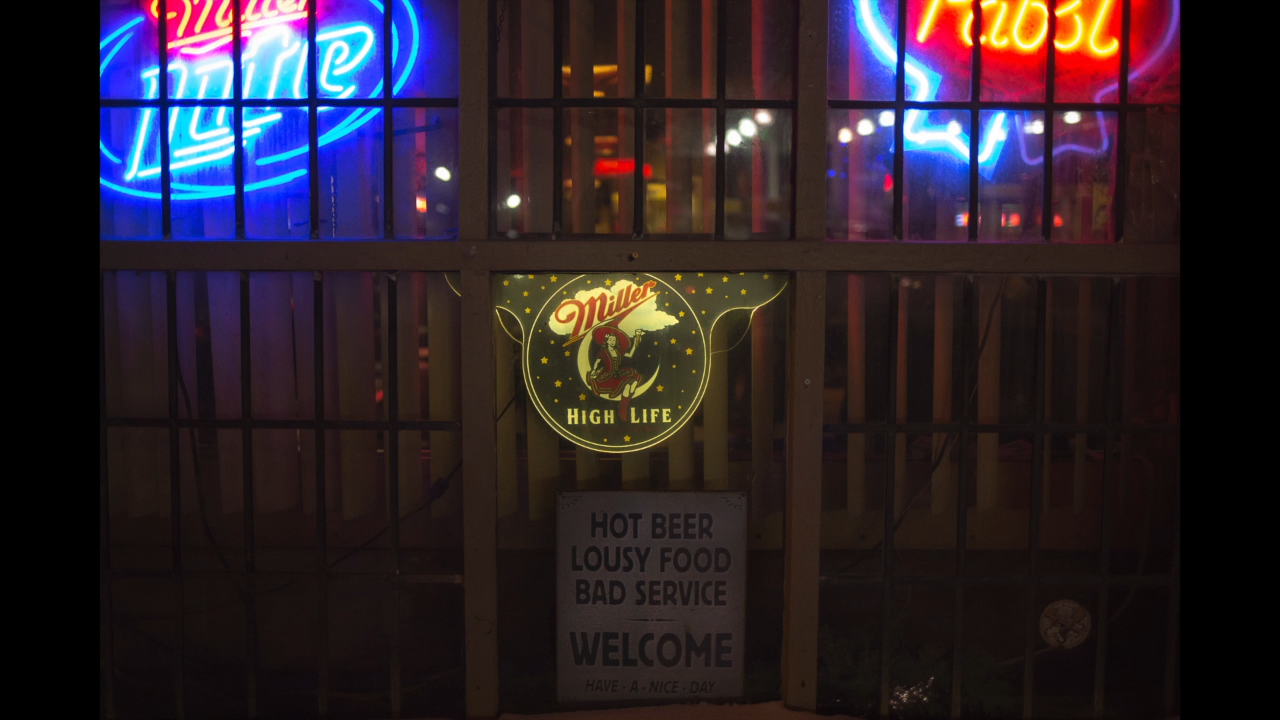 Miller
Lite
Pabst
Miller
HIGH LIFE
HOT BEER
LOUSY FOOD
BAD SERVICE
WELCOME
HAVE - A - NICE - DAY